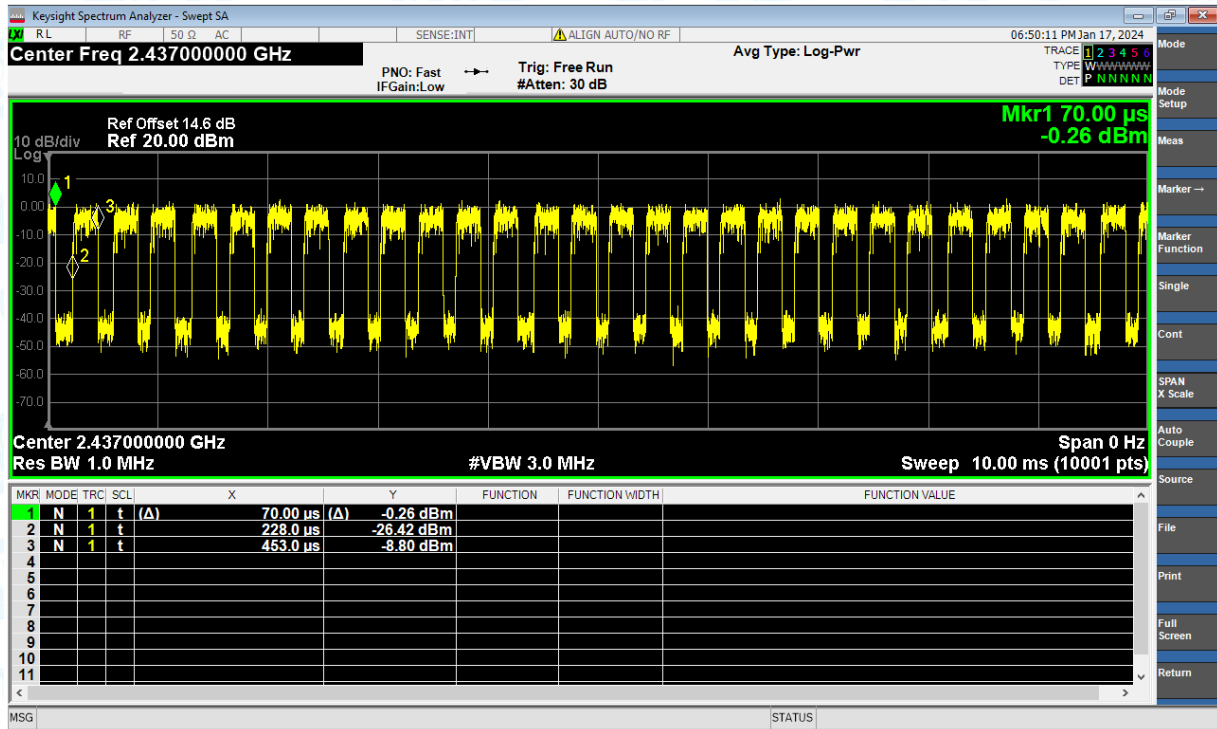 Keysight Spectrum Analyzer - Swept SA
LXI RL RF 50 Ω AC SENSE:INT ALIGN AUTO/NO RF 06:50:11 PM Jan 17, 2024
Center Freq 2.437000000 GHz
PNO: Fast
IFGain:Low
Trig: Free Run
#Atten: 30 dB
Avg Type: Log-Pwr
TRACE 1 2 3 4 5 6
TYPE WWWWWW
DET P N N N N N
Ref Offset 14.6 dB
10 dB/div Ref 20.00 dBm
Log
Mkr1 70.00 µs
-0.26 dBm
10.0
0.00
-10.0
-20.0
-30.0
-40.0
-50.0
-60.0
-70.0
1
2
3
Center 2.437000000 GHz Span 0 Hz
Res BW 1.0 MHz #VBW 3.0 MHz Sweep 10.00 ms (10001 pts)
MKR MODE TRC SCL X Y FUNCTION FUNCTION WIDTH FUNCTION VALUE
1 N 1 t (Δ) 70.00 µs (Δ) -0.26 dBm
2 N 1 t 228.0 µs -26.42 dBm
3 N 1 t 453.0 µs -8.80 dBm
4
5
6
7
8
9
10
11
MSG STATUS
Mode
Mode
Setup
Meas
Marker →
Marker
Function
Single
Cont
SPAN
X Scale
Auto
Couple
Source
File
Print
Full
Screen
Return